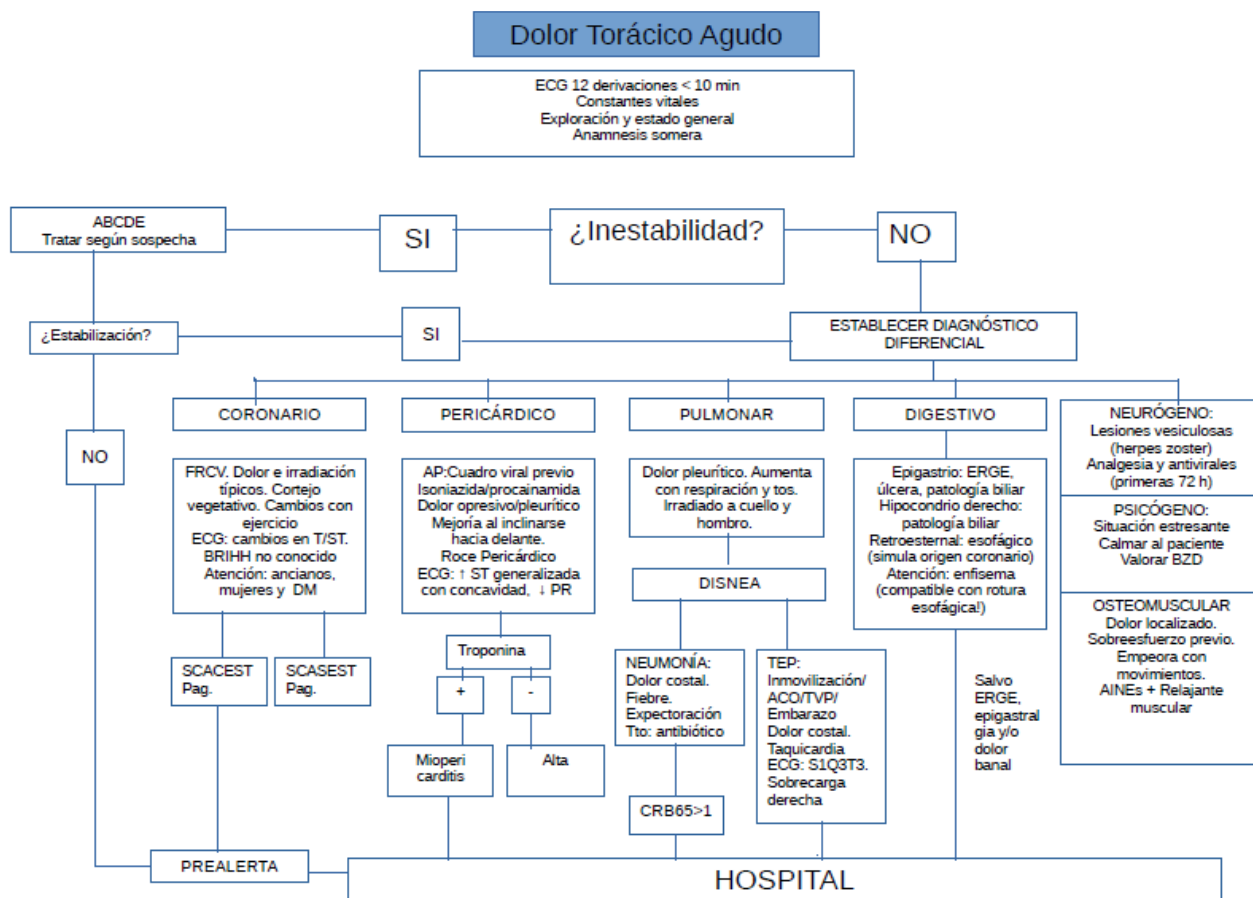 Dolor Torácico Agudo
ECG 12 derivaciones < 10 min
Constantes vitales
Exploración y estado general
Anamnesis somera
ABCDE
Tratar según sospecha
SI
¿Inestabilidad?
NO
¿Estabilización?
SI
ESTABLECER DIAGNÓSTICO
DIFERENCIAL
NO
CORONARIO
FRCV. Dolor e irradiación
típicos. Cortejo
vegetativo. Cambios con
ejercicio
ECG: cambios en T/ST.
BRIHH no conocido
Atención: ancianos,
mujeres y DM
SCACEST
Pag.
SCASEST
Pag.
PERICÁRDICO
AP:Cuadro viral previo
Isoniazida/procainamida
Dolor opresivo/pleurítico
Mejoría al inclinarse
hacia delante.
Roce Pericárdico
ECG: ↑ ST generalizada
con concavidad, ↓ PR
Troponina
+
-
Mioperi
carditis
Alta
PULMONAR
Dolor pleurítico. Aumenta
con respiración y tos.
Irradiado a cuello y
hombro.
DISNEA
NEUMONÍA:
Dolor costal.
Fiebre.
Expectoración
Tto: antibiótico
CRB65>1
TEP:
Inmovilización/
ACO/TVP/
Embarazo
Dolor costal.
Taquicardia
ECG: S1Q3T3.
Sobrecarga
derecha
DIGESTIVO
Epigastrio: ERGE,
úlcera, patología biliar
Hipocondrio derecho:
patología biliar
Retroesternal: esofágico
(simula origen coronario)
Atención: enfisema
(compatible con rotura
esofágica!)
Salvo
ERGE,
epigastral
gia y/o
dolor
banal
NEURÓGENO:
Lesiones vesiculosas
(herpes zoster)
Analgesia y antivirales
(primeras 72 h)
PSICÓGENO:
Situación estresante
Calmar al paciente
Valorar BZD
OSTEOMUSCULAR
Dolor localizado.
Sobreesfuerzo previo.
Empeora con
movimientos.
AINEs + Relajante
muscular
PREALERTA
HOSPITAL